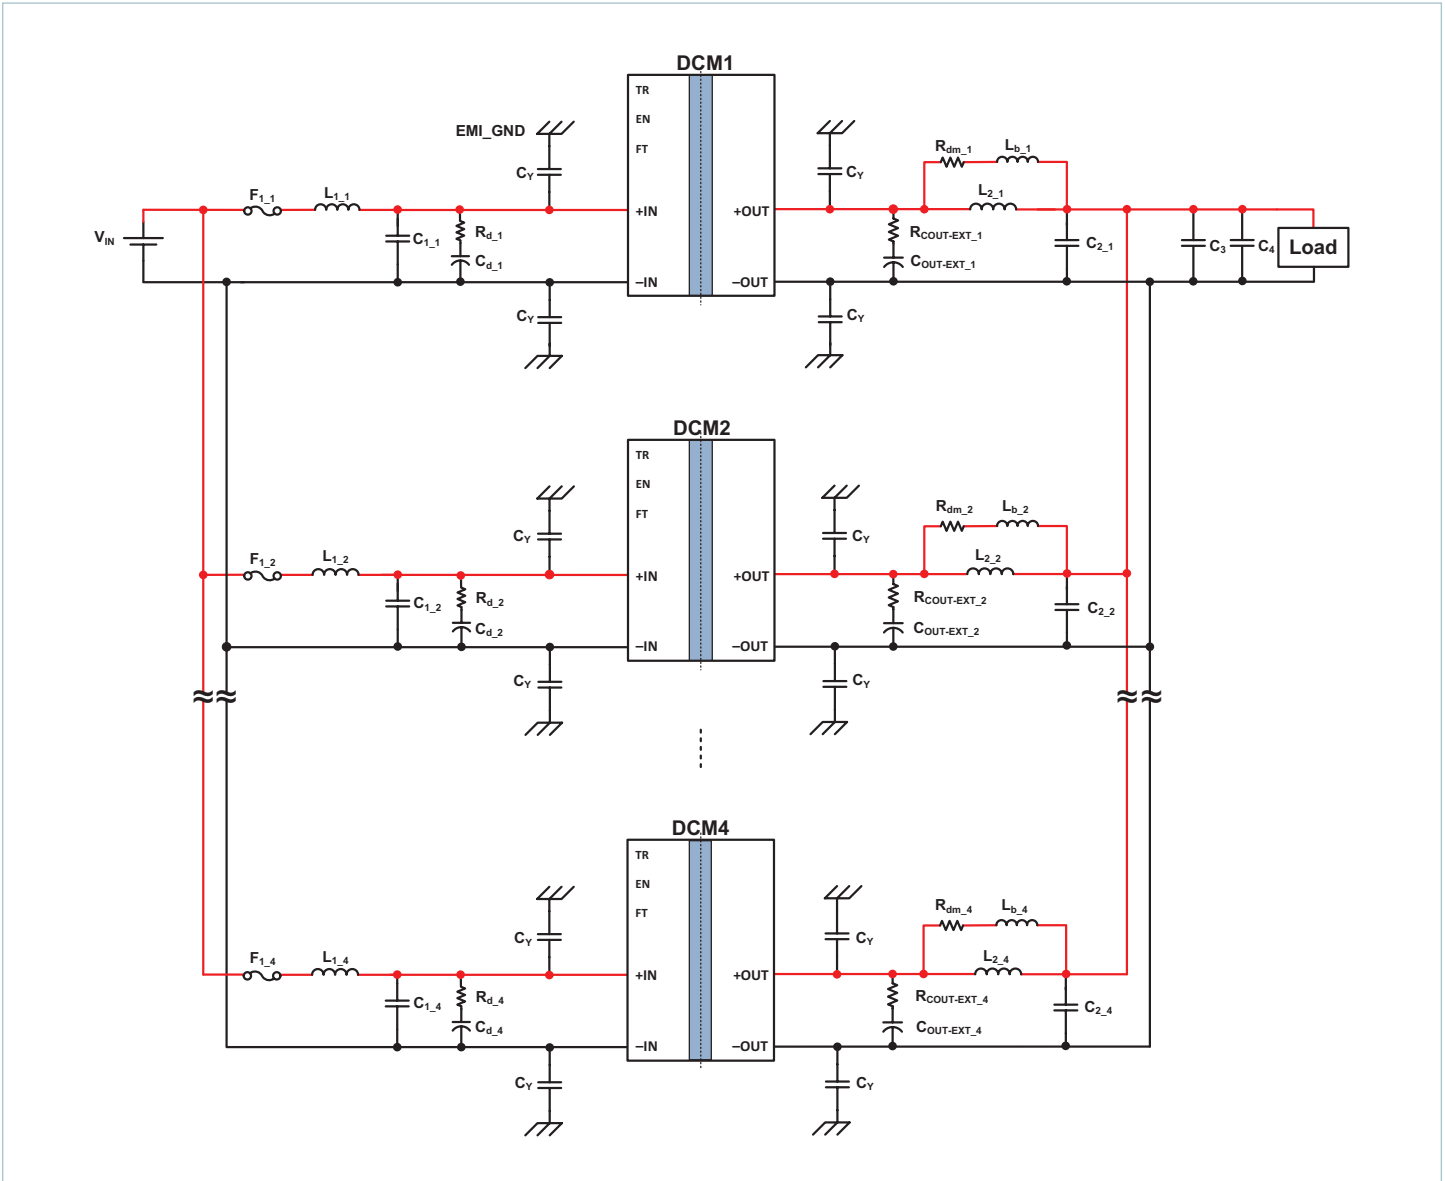 DCM1
TR
EN
FT
+IN
–IN
+OUT
–OUT
EMI_GND
CY
CY
CY
CY
VIN
F1_1
L1_1
C1_1
Rd_1
Cd_1
Rdm_1
Lb_1
L2_1
RCOUT-EXT_1
COUT-EXT_1
C2_1
C3
C4
Load
DCM2
TR
EN
FT
+IN
–IN
+OUT
–OUT
CY
CY
CY
CY
F1_2
L1_2
C1_2
Rd_2
Cd_2
Rdm_2
Lb_2
L2_2
RCOUT-EXT_2
COUT-EXT_2
C2_2
DCM4
TR
EN
FT
+IN
–IN
+OUT
–OUT
CY
CY
CY
CY
F1_4
L1_4
C1_4
Rd_4
Cd_4
Rdm_4
Lb_4
L2_4
RCOUT-EXT_4
COUT-EXT_4
C2_4